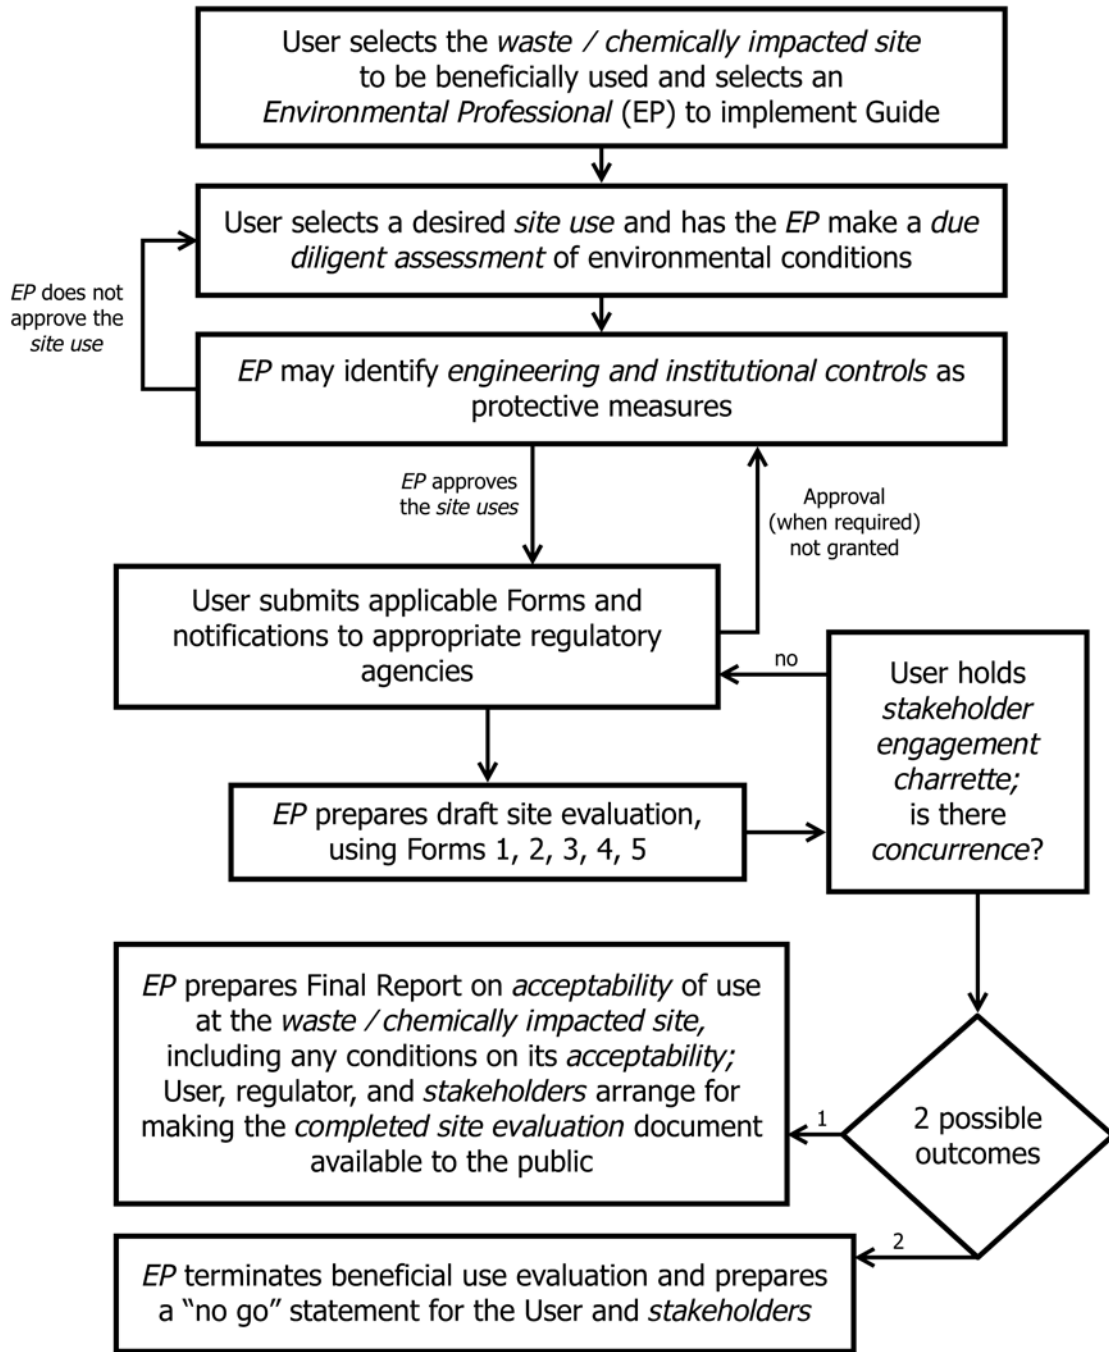 User selects the waste / chemically impacted site
to be beneficially used and selects an
Environmental Professional (EP) to implement Guide
User selects a desired site use and has the EP make a due
diligent assessment of environmental conditions
EP does not
approve the
site use
EP may identify engineering and institutional controls as
protective measures
EP approves
the site uses
Approval
(when required)
not granted
User submits applicable Forms and
notifications to appropriate regulatory
agencies
no
User holds
stakeholder
engagement
charrette;
is there
concurrence?
EP prepares draft site evaluation,
using Forms 1, 2, 3, 4, 5
EP prepares Final Report on acceptability of use
at the waste / chemically impacted site,
including any conditions on its acceptability;
User, regulator, and stakeholders arrange for
making the completed site evaluation document
available to the public
1
2 possible
outcomes
2
EP terminates beneficial use evaluation and prepares
a “no go” statement for the User and stakeholders